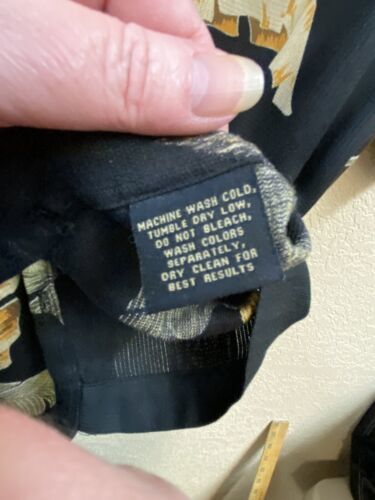 MACHINE WASH COLD,
TUMBLE DRY LOW,
DO NOT BLEACH,
WASH COLORS
SEPARATELY,
DRY CLEAN FOR
BEST RESULTS